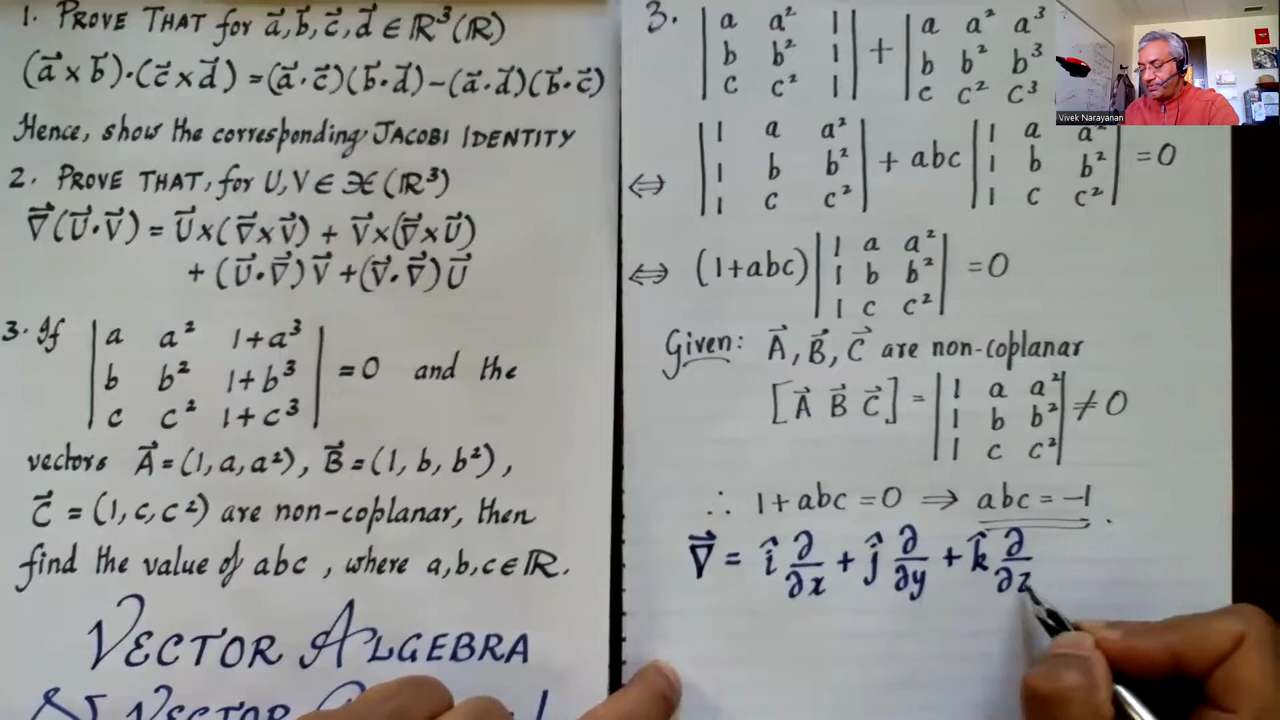 1. PROVE THAT for a⃗, b⃗, c⃗, d⃗ ∈ ℝ³(ℝ)
(a⃗ × b⃗)·(c⃗ × d⃗) = (a⃗·c⃗)(b⃗·d⃗) − (a⃗·d⃗)(b⃗·c⃗)
Hence, show the corresponding JACOBI IDENTITY
2. PROVE THAT, for U, V ∈ 𝔛(ℝ³)
∇⃗(U⃗·V⃗) = U⃗×(∇⃗×V⃗) + V⃗×(∇⃗×U⃗)
+ (U⃗·∇⃗)V⃗ + (V⃗·∇⃗)U⃗
3. If | a a² 1+a³ |
| b b² 1+b³ | = 0 and the
| c c² 1+c³ |
vectors A⃗ = (1, a, a²), B⃗ = (1, b, b²),
C⃗ = (1, c, c²) are non-coplanar, then
find the value of abc, where a, b, c ∈ ℝ.
VECTOR ALGEBRA
VECTOR
3. | a a² 1 | + | a a² a³
| b b² 1 | | b b² b³
| c c² 1 | | c c² c³
⇔ | 1 a a² | + abc | 1 a a² | = 0
| 1 b b² | | 1 b b² |
| 1 c c² | | 1 c c² |
⇔ (1+abc) | 1 a a² | = 0
| 1 b b² |
| 1 c c² |
Given: A⃗, B⃗, C⃗ are non-coplanar
[A⃗ B⃗ C⃗] = | 1 a a² | ≠ 0
| 1 b b² |
| 1 c c² |
∴ 1 + abc = 0 ⇒ abc = −1.
∇⃗ = î ∂/∂x + ĵ ∂/∂y + k̂ ∂/∂z
Vivek Narayanan